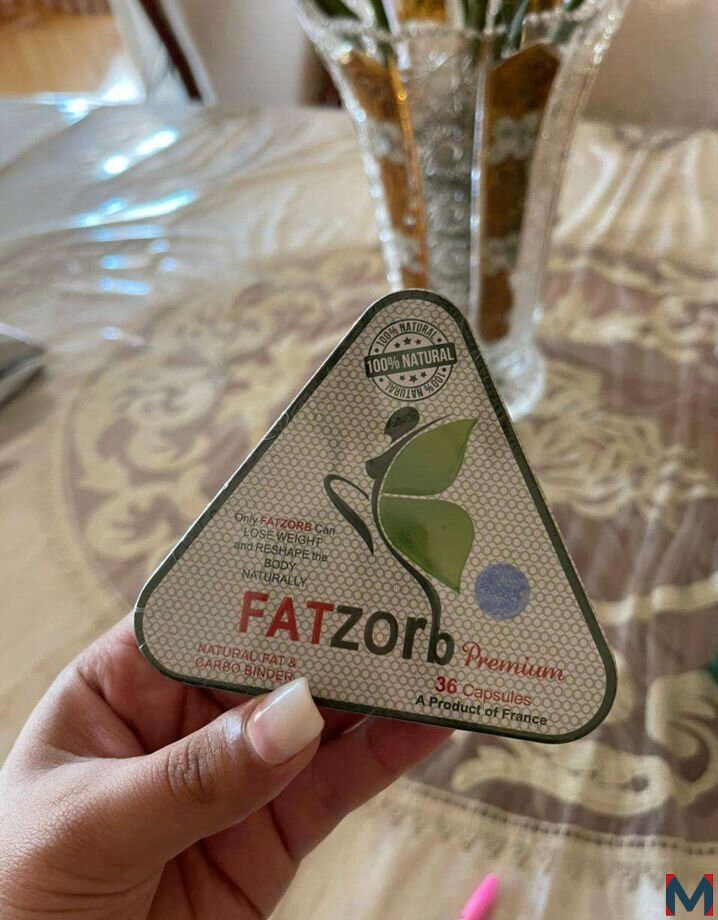 100% NATURAL
100% NATURAL
100% NATURAL
Only FATZORB Can
LOSE WEIGHT
and RESHAPE the
BODY
NATURALLY
FATzorb Premium
NATURAL FAT &
CARBO BINDER
36 Capsules
A Product of France
M